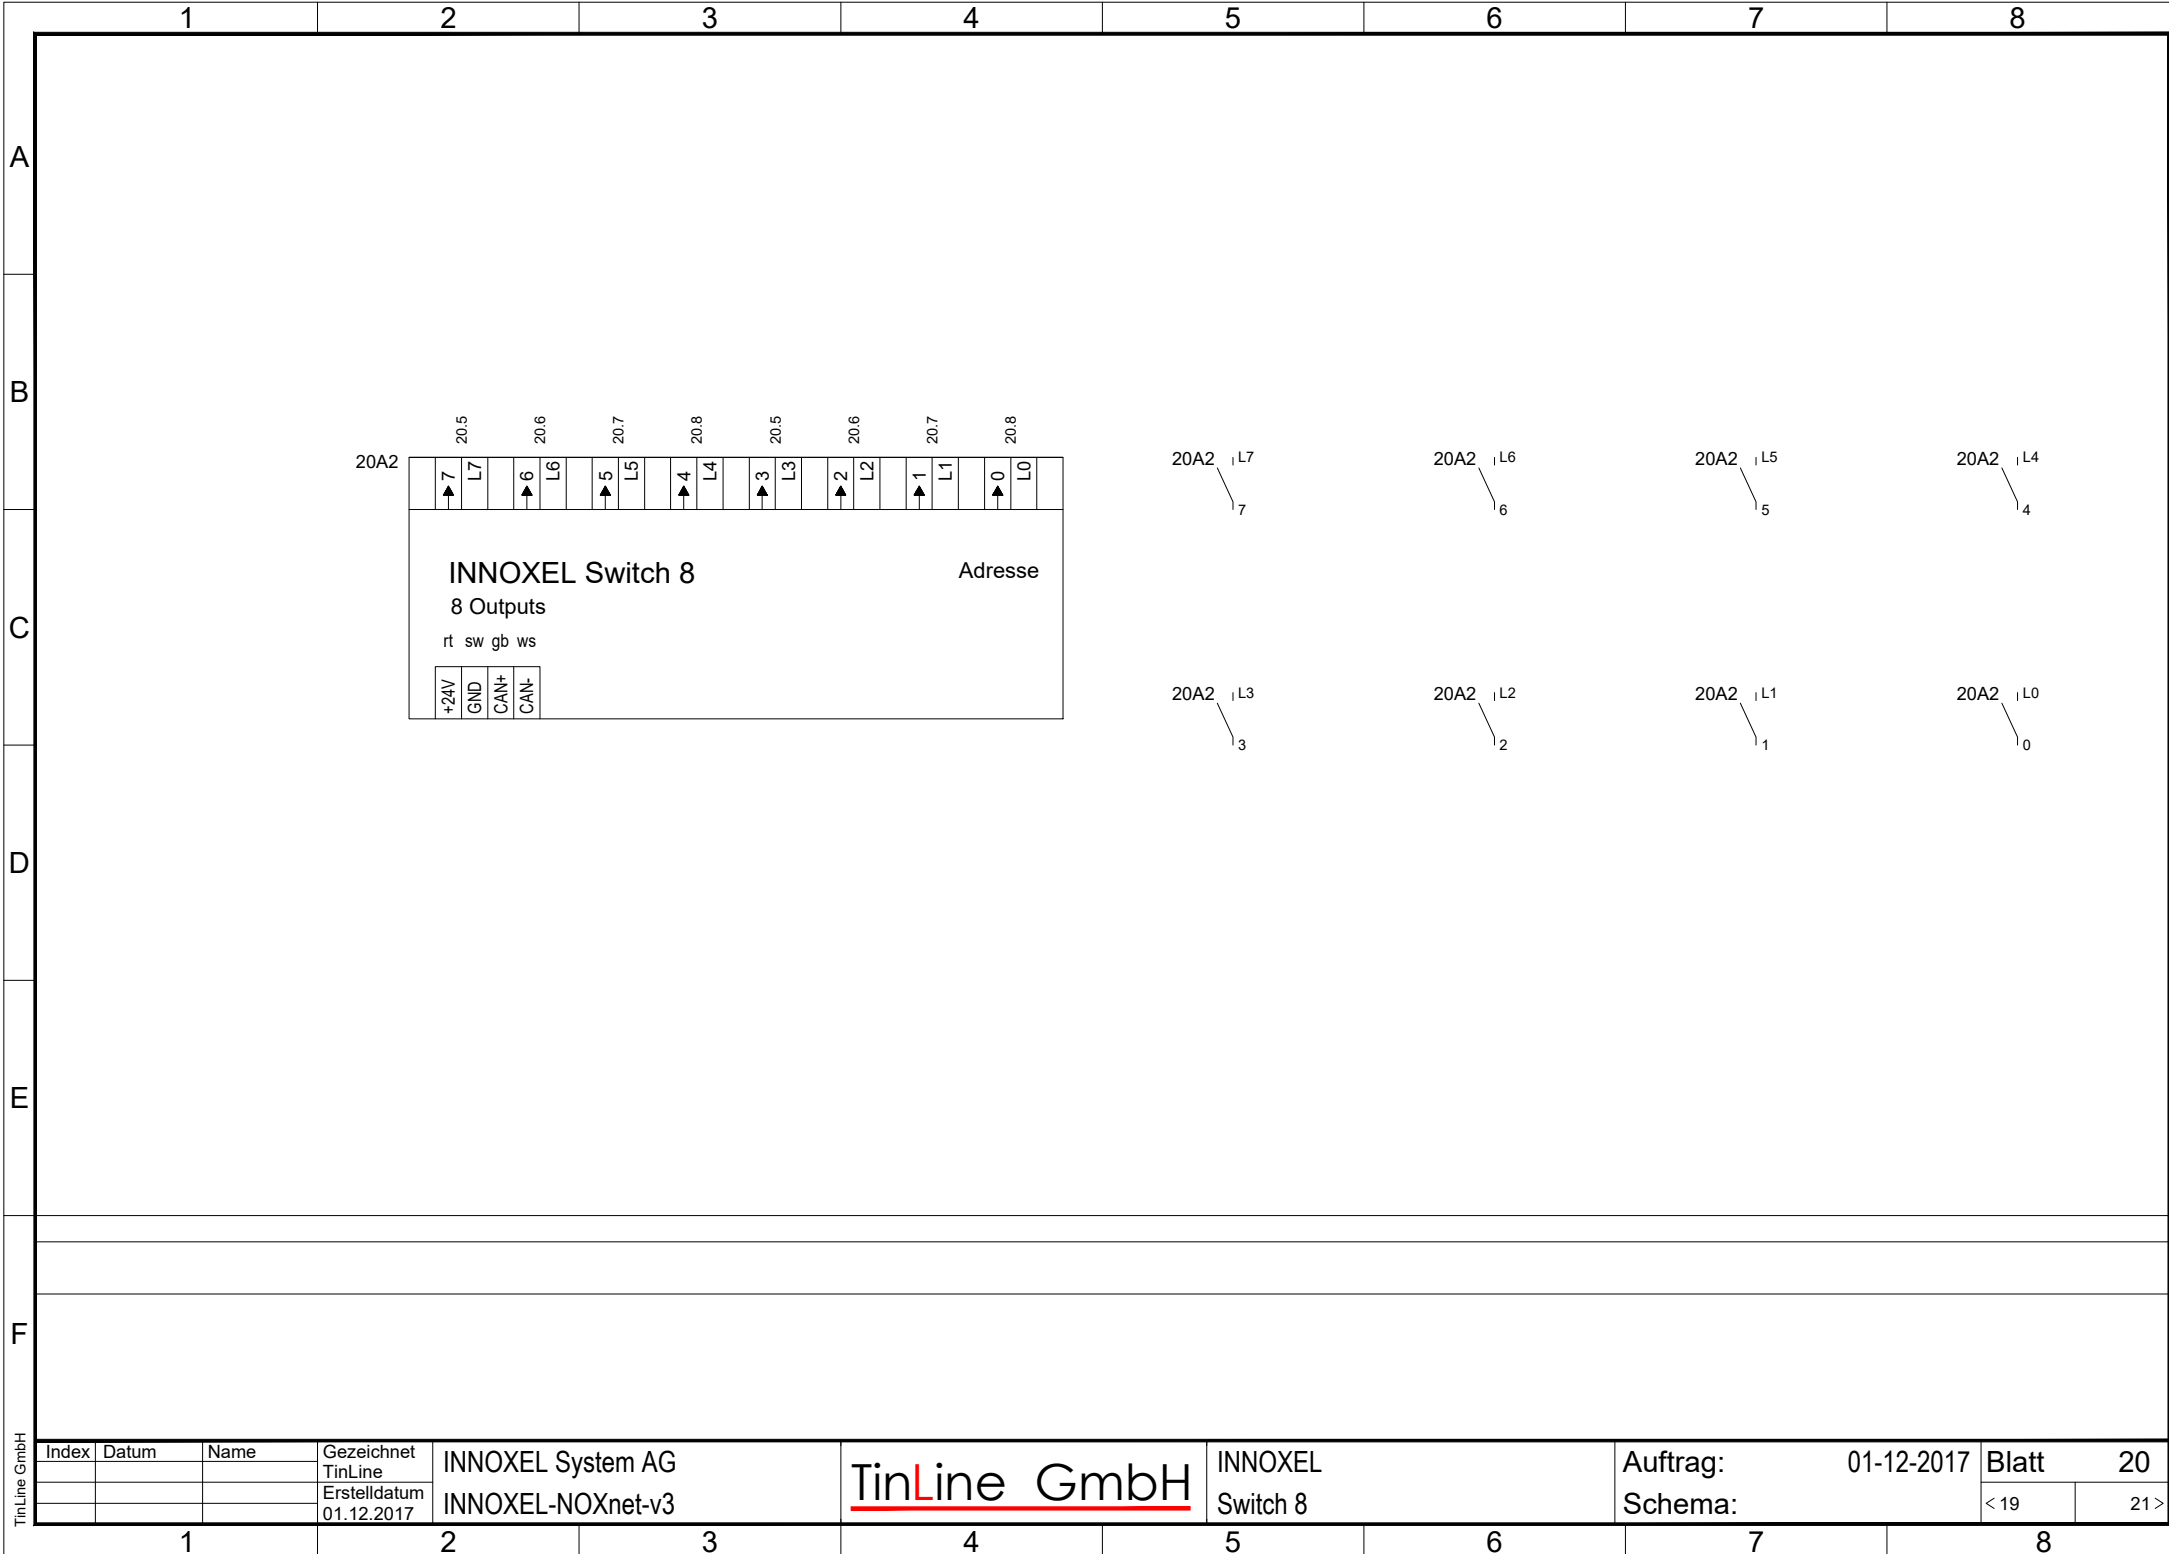 1 2 3 4 5 6 7 8
A
B
20.5 20.6 20.7 20.8 20.5 20.6 20.7 20.8
20A2
7 L7 6 L6 5 L5 4 L4 3 L3 2 L2 1 L1 0 L0
20A2 L7
7
20A2 L6
6
20A2 L5
5
20A2 L4
4
INNOXEL Switch 8 Adresse
8 Outputs
C
rt sw gb ws
+24V GND CAN+ CAN-
20A2 L3
3
20A2 L2
2
20A2 L1
1
20A2 L0
0
D
E
F
TinLine GmbH
Index Datum Name
Gezeichnet
TinLine
Erstelldatum
01.12.2017
INNOXEL System AG
INNOXEL-NOXnet-v3
TinLine GmbH
INNOXEL
Switch 8
Auftrag: 01-12-2017
Schema:
Blatt 20
< 19 21 >
1 2 3 4 5 6 7 8